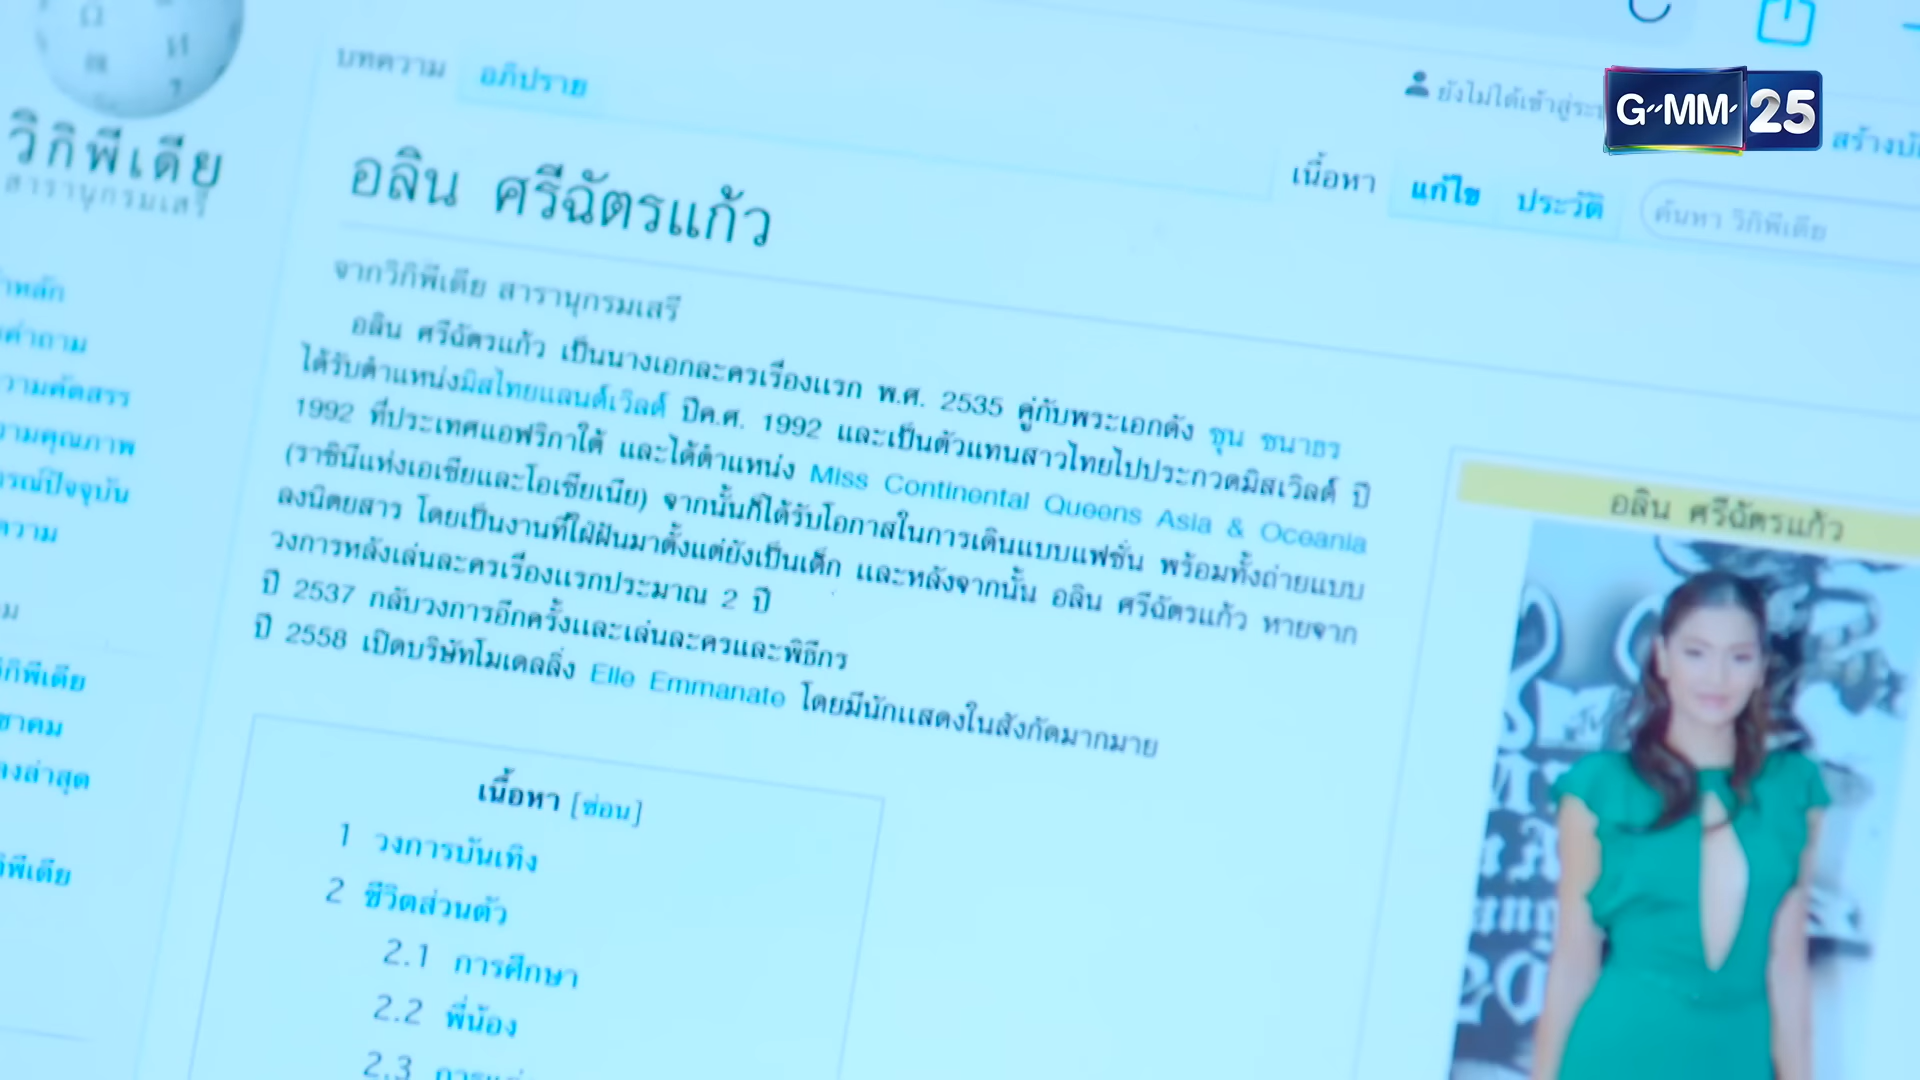 บทความ อภิปราย
G"MM' 25
วิกิพีเดีย
สารานุกรมเสรี
เนื้อหา แก้ไข ประวัติ
ค้นหา วิกิพีเดีย
อลิน ศรีฉัตรแก้ว
จากวิกิพีเดีย สารานุกรมเสรี
อลิน ศรีฉัตรแก้ว เป็นนางเอกละครเรื่องแรก พ.ศ. 2535 คู่กับพระเอกดัง ชุน ชนาธร
ได้รับตำแหน่งมิสไทยแลนด์เวิลด์ ปีค.ศ. 1992 และเป็นตัวแทนสาวไทยไปประกวดมิสเวิลด์ ปี
1992 ที่ประเทศแอฟริกาใต้ และได้ตำแหน่ง Miss Continental Queens Asia & Oceania
(ราชินีแห่งเอเชียและโอเชียเนีย) จากนั้นก็ได้รับโอกาสในการเดินแบบแฟชั่น พร้อมทั้งถ่ายแบบ
ลงนิตยสาร โดยเป็นงานที่ใฝ่ฝันมาตั้งแต่ยังเป็นเด็ก และหลังจากนั้น อลิน ศรีฉัตรแก้ว หายจาก
วงการหลังเล่นละครเรื่องแรกประมาณ 2 ปี
ปี 2537 กลับวงการอีกครั้งและเล่นละครและพิธีกร
ปี 2558 เปิดบริษัทโมเดลลิ่ง Elle Emmanate โดยมีนักแสดงในสังกัดมากมาย
อลิน ศรีฉัตรแก้ว
เนื้อหา [ซ่อน]
1 วงการบันเทิง
2 ชีวิตส่วนตัว
2.1 การศึกษา
2.2 พี่น้อง
2.3